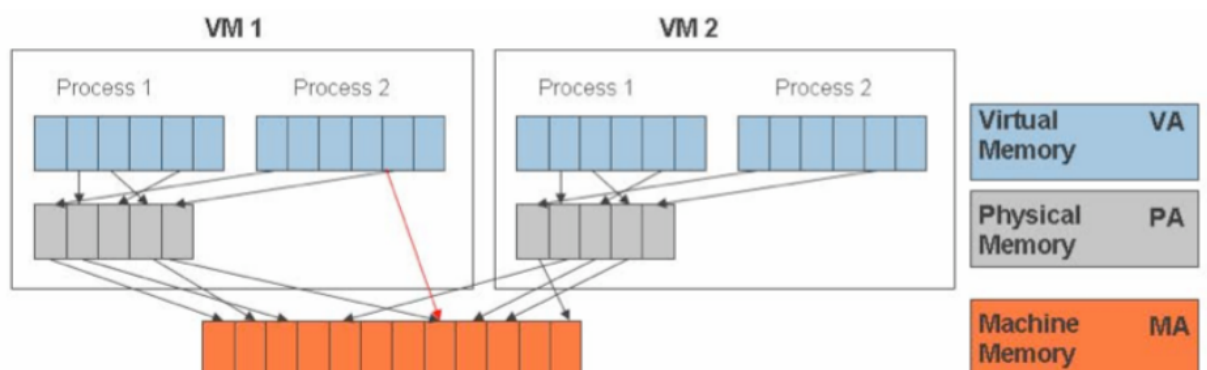 VM 1
VM 2
Process 1
Process 2
Process 1
Process 2
Virtual VA
Memory
Physical PA
Memory
Machine MA
Memory